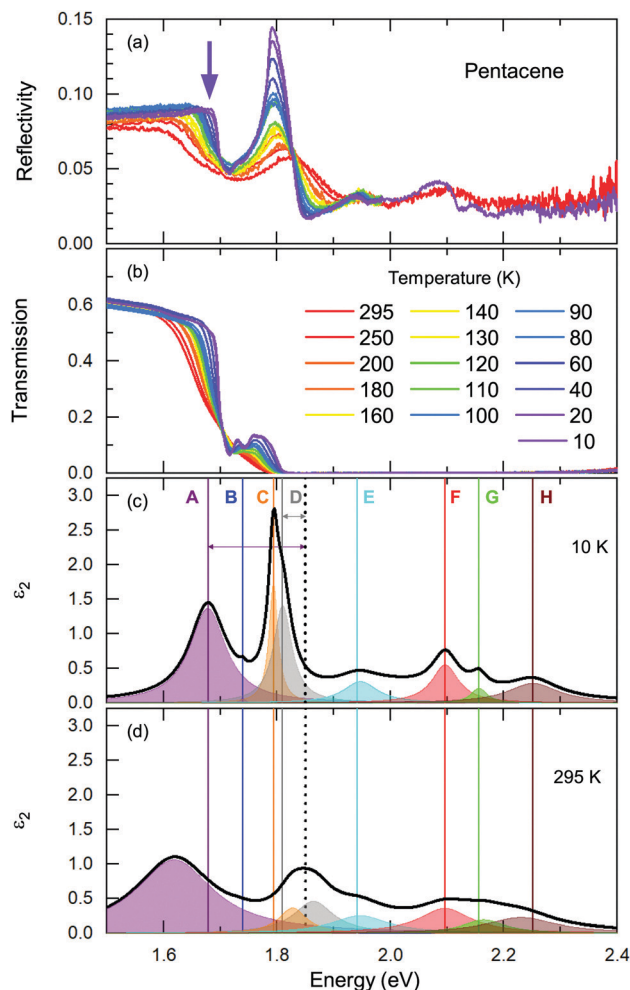 0.15
(a)
Pentacene
0.10
Reflectivity
0.05
0.00
(b)
Temperature (K)
0.6
295 140 90
250 130 80
0.4
200 120 60
Transmission
180 110 40
0.2
160 100 20
10
0.0
A B C D E F G H
3.0
(c)
10 K
2.5
2.0
ε2
1.5
1.0
0.5
0.0
3.0
(d)
295 K
2.5
2.0
ε2
1.5
1.0
0.5
0.0
1.6 1.8 2.0 2.2 2.4
Energy (eV)